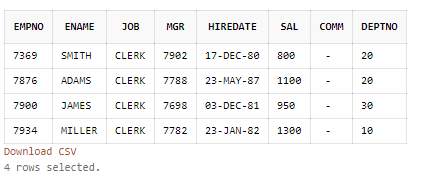 EMPNO ENAME JOB MGR HIREDATE SAL COMM DEPTNO
7369 SMITH CLERK 7902 17-DEC-80 800 - 20
7876 ADAMS CLERK 7788 23-MAY-87 1100 - 20
7900 JAMES CLERK 7698 03-DEC-81 950 - 30
7934 MILLER CLERK 7782 23-JAN-82 1300 - 10
Download CSV
4 rows selected.